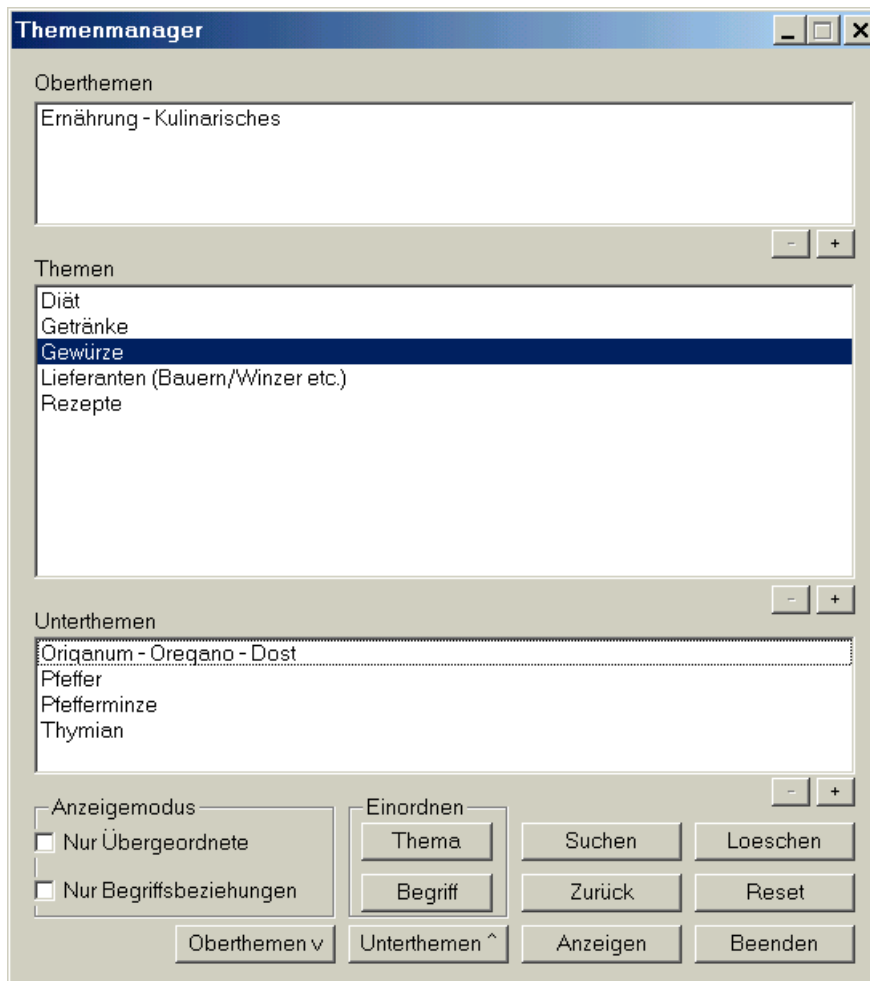 Themenmanager
Oberthemen
Ernährung - Kulinarisches
- +
Themen
Diät
Getränke
Gewürze
Lieferanten (Bauern/Winzer etc.)
Rezepte
- +
Unterthemen
Origanum - Oregano - Dost
Pfeffer
Pfefferminze
Thymian
- +
Anzeigemodus Einordnen
Nur Übergeordnete Thema Suchen Loeschen
Nur Begriffsbeziehungen Begriff Zurück Reset
Oberthemen v Unterthemen ^ Anzeigen Beenden